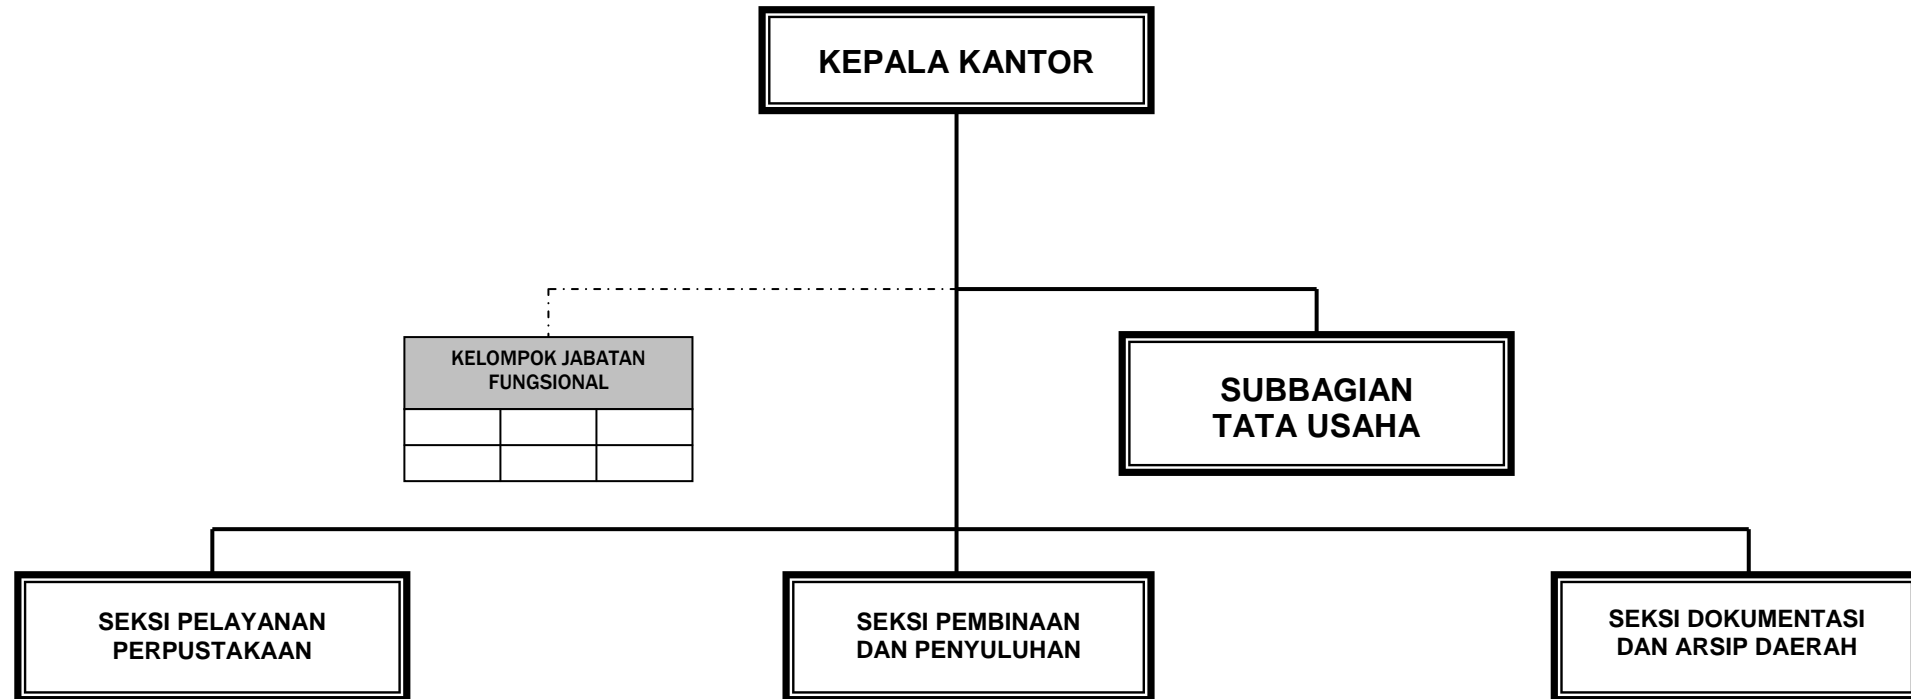 KEPALA KANTOR
KELOMPOK JABATAN
FUNGSIONAL
SUBBAGIAN
TATA USAHA
SEKSI PELAYANAN
PERPUSTAKAAN
SEKSI PEMBINAAN
DAN PENYULUHAN
SEKSI DOKUMENTASI
DAN ARSIP DAERAH